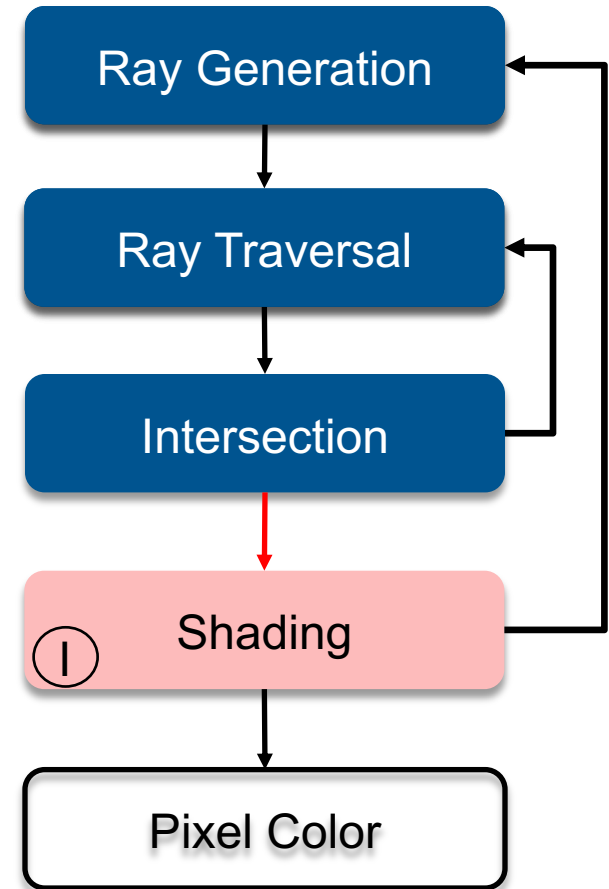 Ray Generation
Ray Traversal
Intersection
Shading
I
Pixel Color